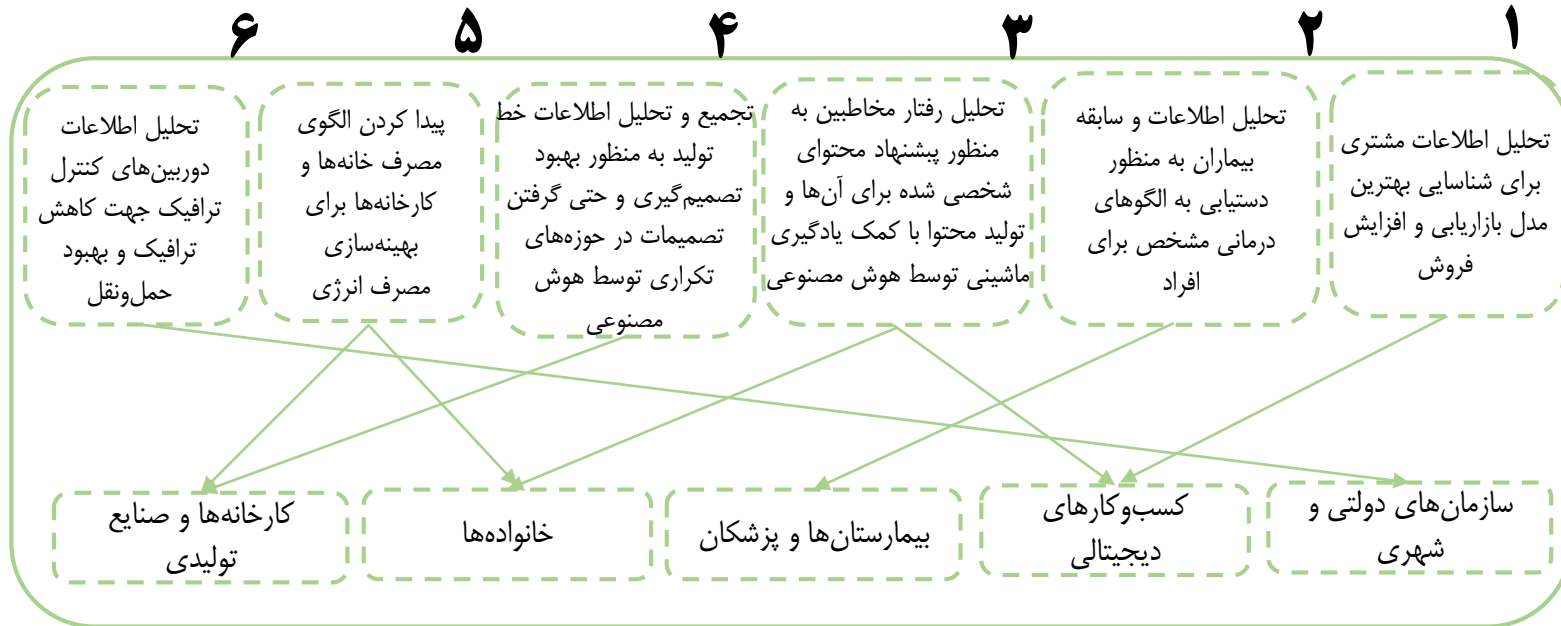 ۱
۲
۳
۴
۵
۶
تحلیل اطلاعات مشتری
برای شناسایی بهترین
مدل بازاریابی و افزایش
فروش
تحلیل اطلاعات و سابقه
بیماران به منظور
دستیابی به الگوهای
درمانی مشخص برای
افراد
تحلیل رفتار مخاطبین به
منظور پیشنهاد محتوای
شخصی شده برای آن‌ها و
تولید محتوا با کمک یادگیری
ماشینی توسط هوش مصنوعی
تجمیع و تحلیل اطلاعات خط
تولید به منظور بهبود
تصمیم‌گیری و حتی گرفتن
تصمیمات در حوزه‌های
تکراری توسط هوش
مصنوعی
پیدا کردن الگوی
مصرف خانه‌ها و
کارخانه‌ها برای
بهینه‌سازی
مصرف انرژی
تحلیل اطلاعات
دوربین‌های کنترل
ترافیک جهت کاهش
ترافیک و بهبود
حمل‌ونقل
سازمان‌های دولتی و
شهری
کسب‌وکارهای
دیجیتالی
بیمارستان‌ها و پزشکان
خانواده‌ها
کارخانه‌ها و صنایع
تولیدی